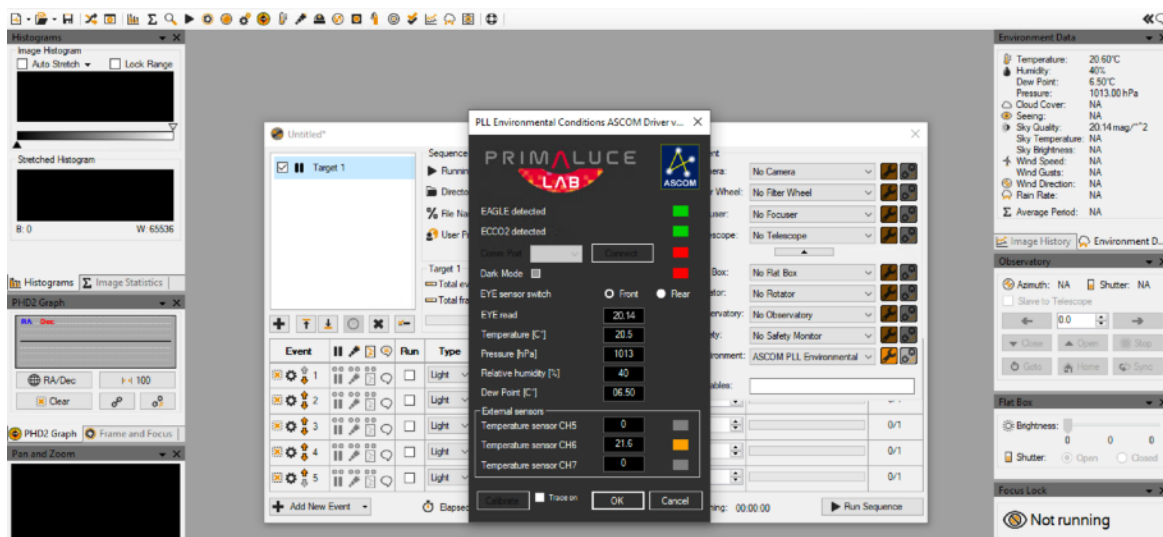 Histograms
Image Histogram
Auto Stretch
Lock Range
Stretched Histogram
B: 0
W: 65536
Histograms
Σ Image Statistics
PHD2 Graph
RA Dec
RA/Dec
100
Clear
PHD2 Graph
Frame and Focus
Pan and Zoom
Untitled*
Target 1
Sequence
Target 1
Event
Run
Type
1
Light
2
Light
3
Light
0/1
4
Light
0/1
5
Light
0/1
Add New Event
00:00:00
Run Sequence
PLL Environmental Conditions ASCOM Driver v...
PRIMALUCE
LAB
ASCOM
EAGLE detected
ECCO2 detected
Comm Port
Connect
Dark Mode
EYE sensor switch
Front
Rear
EYE read
20.14
Temperature [C°]
20.5
Pressure [hPa]
1013
Relative humidity [%]
40
Dew Point [C°]
06.50
External sensors
Temperature sensor CH5
0
Temperature sensor CH6
21.6
Temperature sensor CH7
0
Calibrate
Trace on
OK
Cancel
No Camera
No Filter Wheel
No Focuser
No Telescope
No Flat Box
No Rotator
No Observatory
No Safety Monitor
ASCOM PLL Environmental
Environment Data
Temperature: 20.60°C
Humidity: 40%
Dew Point: 6.50°C
Pressure: 1013.00 hPa
Cloud Cover: NA
Seeing: NA
Sky Quality: 20.14 mag/"^2
Sky Temperature: NA
Sky Brightness: NA
Wind Speed: NA
Wind Gusts: NA
Wind Direction: NA
Rain Rate: NA
Σ Average Period: NA
Image History
Environment D...
Observatory
Azimuth: NA
Shutter: NA
Slave to Telescope
0.0
Close
Open
Stop
Goto
Home
Sync
Flat Box
Brightness:
0 0 0
Shutter:
Open
Closed
Focus Lock
Not running